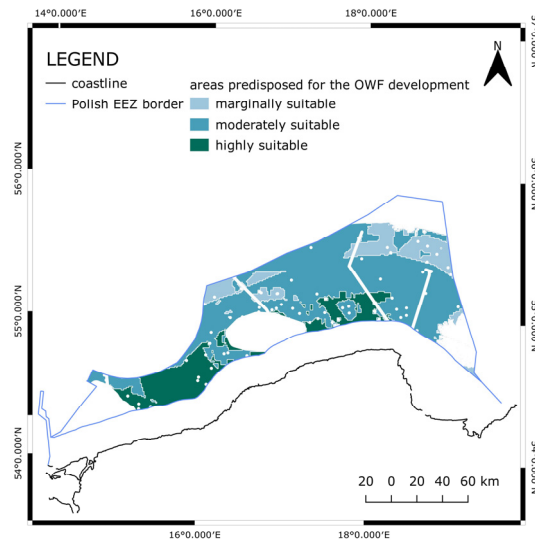 14°0.000'E 16°0.000'E 18°0.000'E
LEGEND
N
coastline
Polish EEZ border
areas predisposed for the OWF development
marginally suitable
moderately suitable
highly suitable
56°0.000'N
55°0.000'N
54°0.000'N
20 0 20 40 60 km
16°0.000'E 18°0.000'E